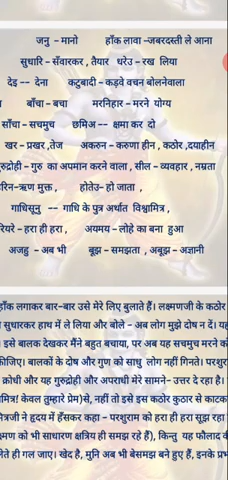 जनु – मानो हाँक लावा –जबरदस्ती ले आना
सुधारि – सँवारकर , तैयार धरेउ – रख लिया
देइ -- देना कटुबादी – कड़वे वचन बोलनेवाला
बाँचा – बचा मरनिहार – मरने योग्य
साँचा – सचमुच छमिअ -- क्षमा कर दो
खर – प्रखर ,तेज अकरुन – करुणा हीन , कठोर ,दयाहीन
गुरुद्रोही – गुरु का अपमान करने वाला , सील – व्यवहार , नम्रता
रिन–ऋण मुक्त , होतेउ– हो जाता ,
गाधिसूनु -- गाधि के पुत्र अर्थात विश्वामित्र ,
हरियरे – हरा ही हरा , अयमय – लोहे का बना हुआ
अजहु – अब भी बूझ – समझता , अबूझ – अज्ञानी
हाँक लगाकर बार–बार उसे मेरे लिए बुलाते हैं। लक्ष्मणजी के कठोर
सुधारकर हाथ में ले लिया और बोले – अब लोग मुझे दोष न दें। यह
इसे बालक देखकर मैंने बहुत बचाया, पर अब यह सचमुच मरने को
कीजिए। बालकों के दोष और गुण को साधु लोग नहीं गिनते। परशु
क्रोधी और यह गुरुद्रोही और अपराधी मेरे सामने– उत्तर दे रहा है।
केवल तुम्हारे प्रेम)से, नहीं तो इसे इस कठोर कुठार से काटक
मित्रजी ने हृदय में हँसकर कहा – परशुराम को हरा ही हरा सूझ रहा
को भी साधारण क्षत्रिय ही समझ रहे हैं), किन्तु यह फौलाद क
ही गल जाए। खेद है, मुनि अब भी बेसमझ बने हुए हैं, इनके प्रभ